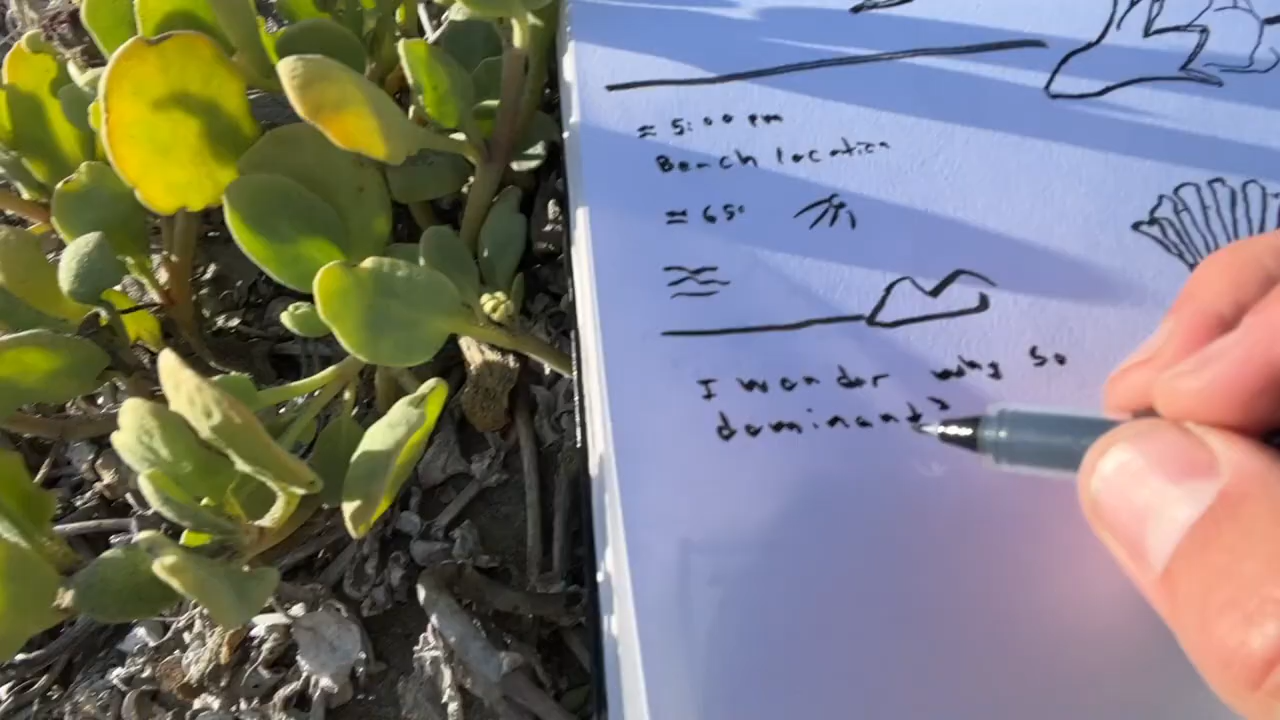 ≈ 5:00 pm
Beach location
≈ 65°
I wonder why so
dominant?